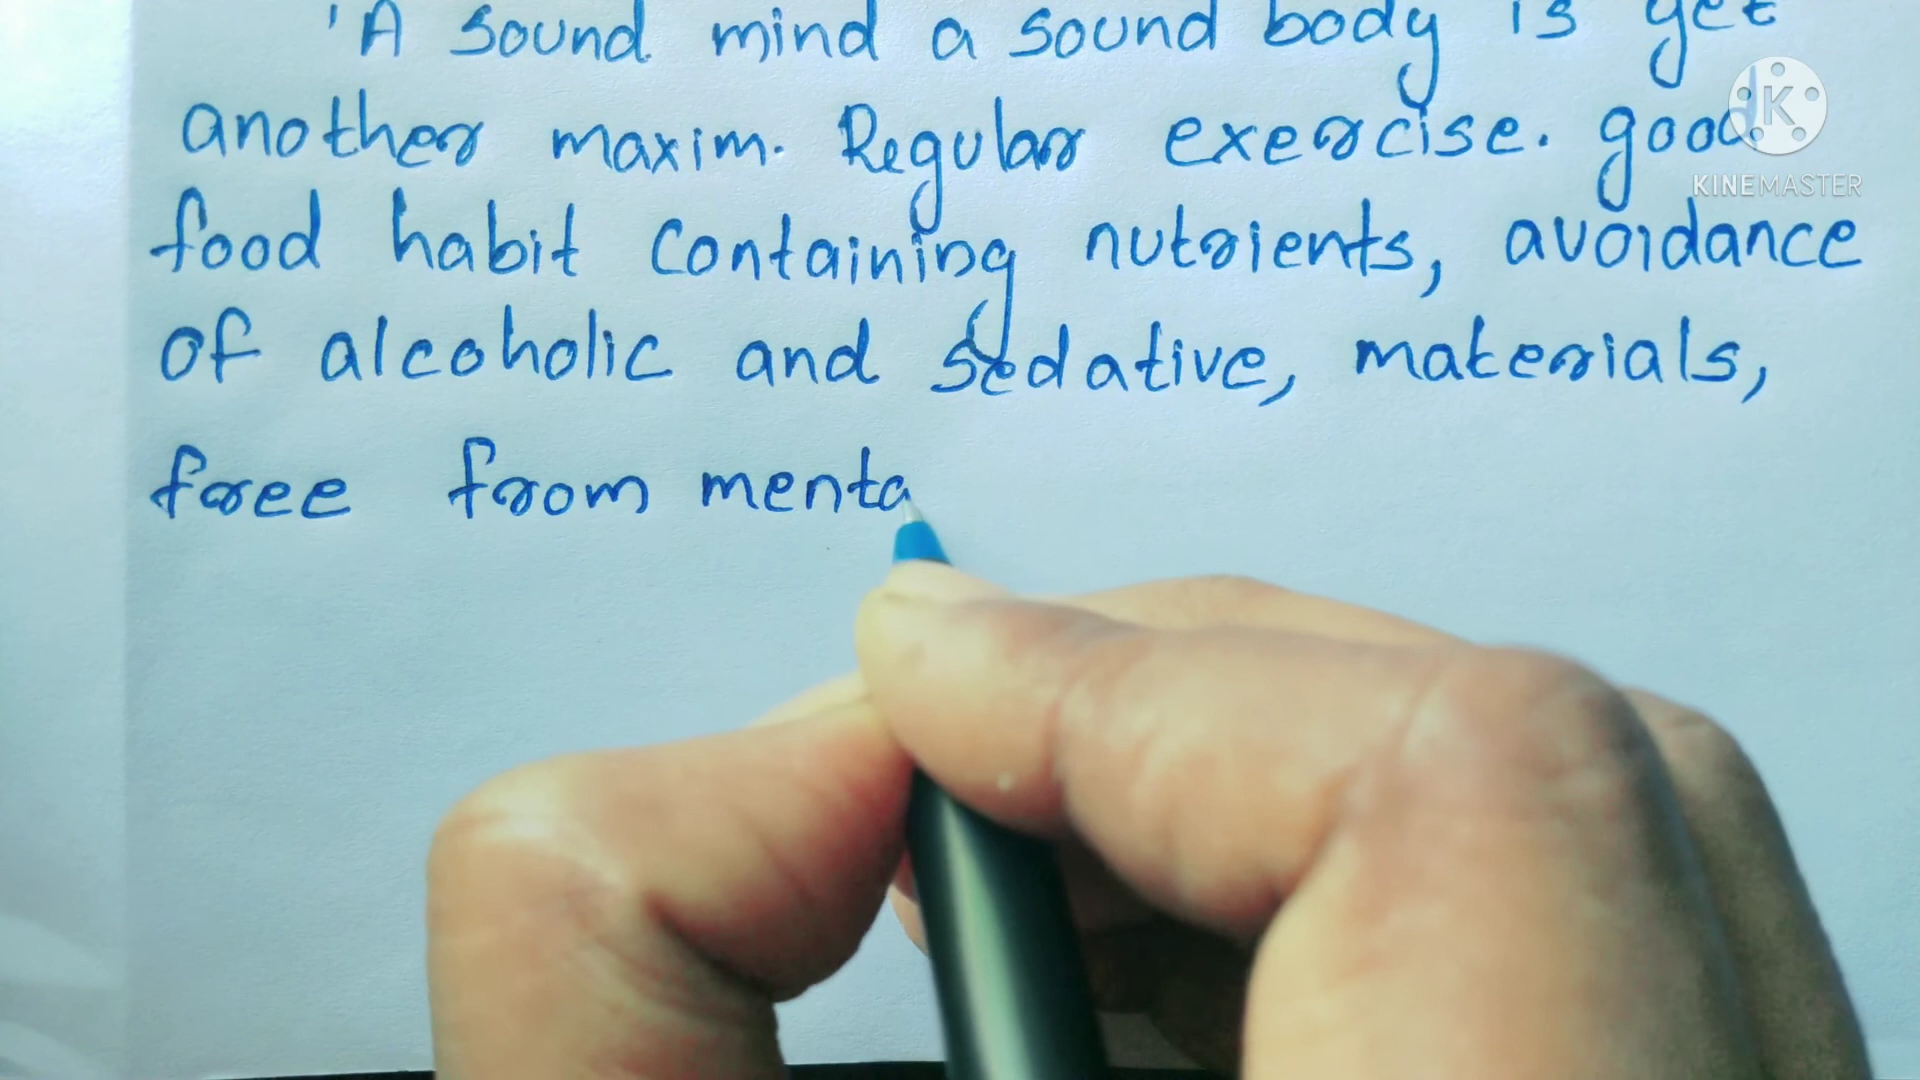 'A sound mind a sound body is yet
another maxim. Regular exercise. good
K
KINEMASTER
food habit containing nutrients, avoidance
of alcoholic and sedative, materials,
free from menta